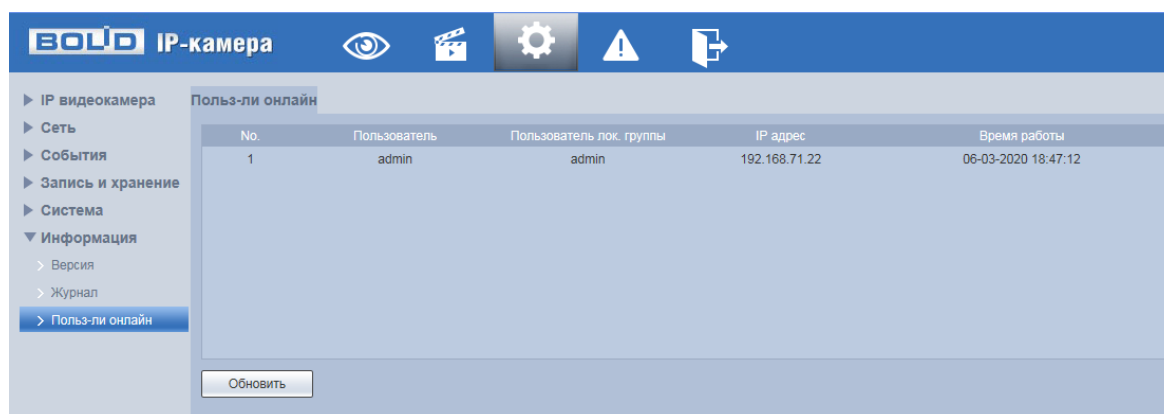 BOLID IP-камера
IP видеокамера
Сеть
События
Запись и хранение
Система
Информация
Версия
Журнал
Польз-ли онлайн
Польз-ли онлайн
No. Пользователь Пользователь лок. группы IP адрес Время работы
1 admin admin 192.168.71.22 06-03-2020 18:47:12
Обновить